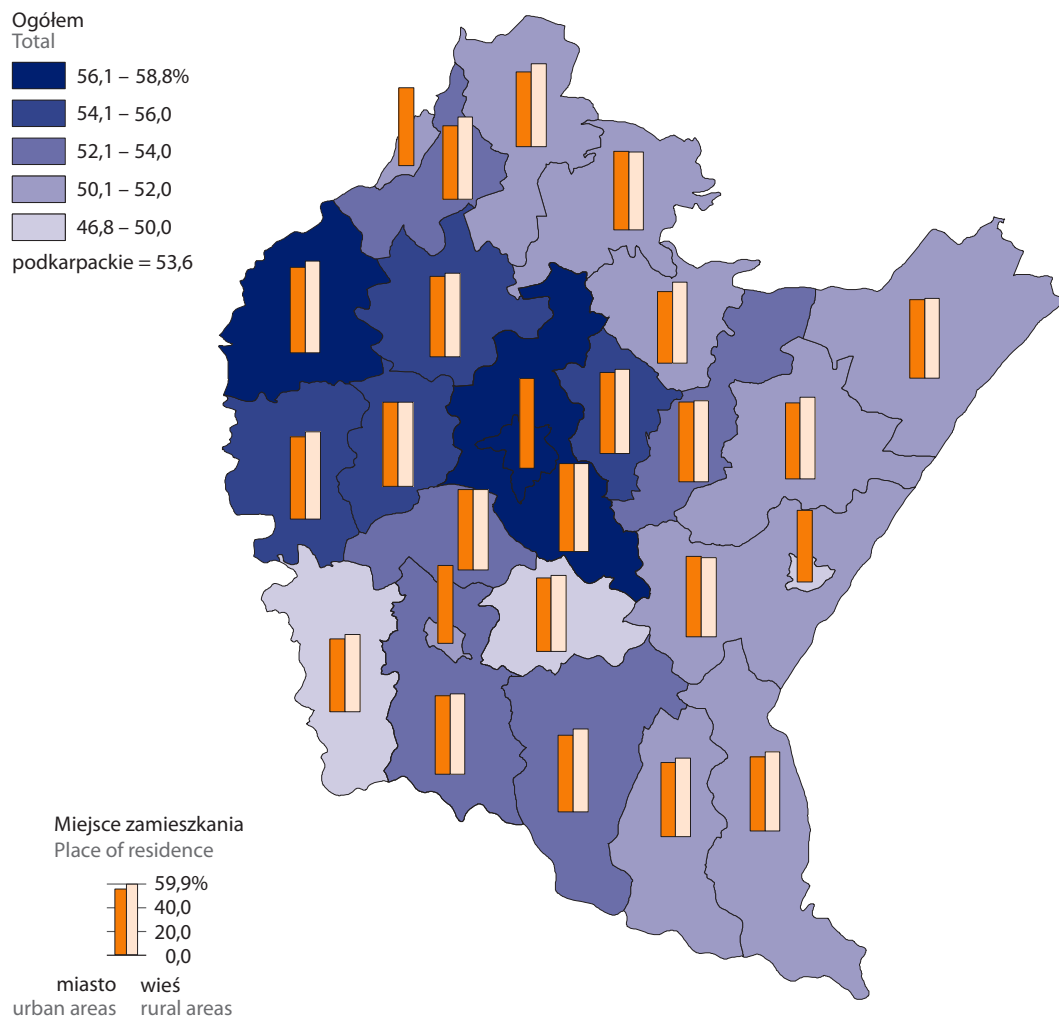 Ogółem
Total
56,1 – 58,8%
54,1 – 56,0
52,1 – 54,0
50,1 – 52,0
46,8 – 50,0
podkarpackie = 53,6
Miejsce zamieszkania
Place of residence
59,9%
40,0
20,0
0,0
miasto wieś
urban areas rural areas